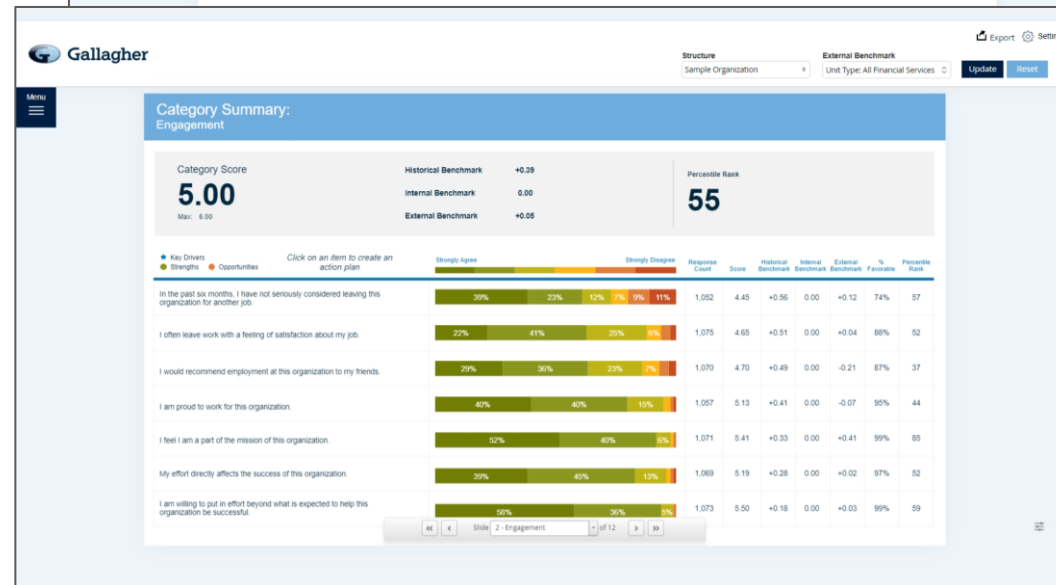 Export Settin
Gallagher
Structure External Benchmark
Sample Organization Unit Type: All Financial Services Update Reset
Menu
Category Summary:
Engagement
Category Score
5.00
Max: 6.00
Historical Benchmark +0.39
Internal Benchmark 0.00
External Benchmark +0.05
Percentile Rank
55
Key Drivers
Strengths Opportunities
Click on an item to create an
action plan
Strongly Agree Strongly Disagree
Response Count Score Historical Benchmark Internal Benchmark External Benchmark % Favorable Percentile Rank
In the past six months, I have not seriously considered leaving this
organization for another job.
39% 23% 12% 7% 9% 11% 1,052 4.45 +0.56 0.00 +0.12 74% 57
I often leave work with a feeling of satisfaction about my job.
22% 41% 25% 6% 1,075 4.65 +0.51 0.00 +0.04 88% 52
I would recommend employment at this organization to my friends.
29% 36% 23% 7% 1,070 4.70 +0.49 0.00 -0.21 87% 37
I am proud to work for this organization.
40% 40% 15% 1,057 5.13 +0.41 0.00 -0.07 95% 44
I feel I am a part of the mission of this organization.
52% 40% 6% 1,071 5.41 +0.33 0.00 +0.41 99% 85
My effort directly affects the success of this organization.
39% 45% 13% 1,069 5.19 +0.28 0.00 +0.02 97% 52
I am willing to put in effort beyond what is expected to help this
organization be successful.
58% 36% 5% 1,073 5.50 +0.18 0.00 +0.03 99% 59
Slide 2 - Engagement of 12